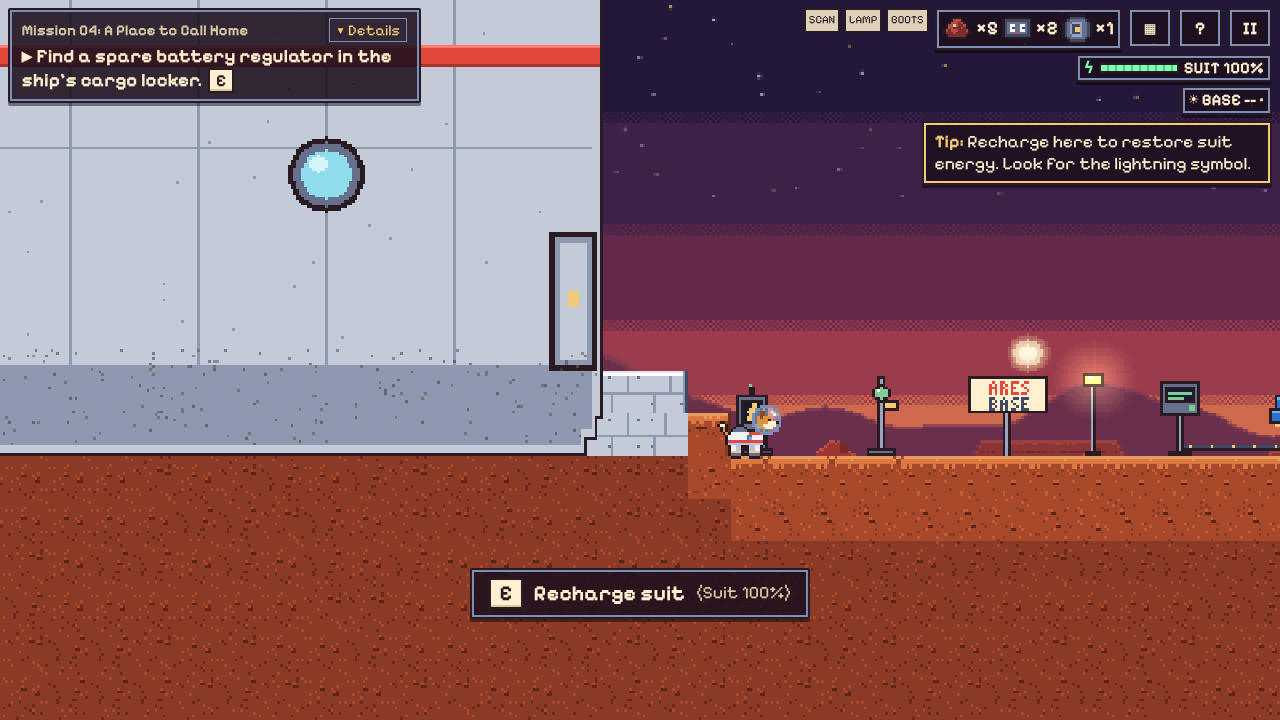 Mission 04: A Place to Call Home
▾ Details
▶ Find a spare battery regulator in the
ship's cargo locker. E
SCAN LAMP BOOTS
×9 ×2 ×1
? II
SUIT 100%
BASE --·
Tip: Recharge here to restore suit
energy. Look for the lightning symbol.
ARES
BASE
E Recharge suit (Suit 100%)